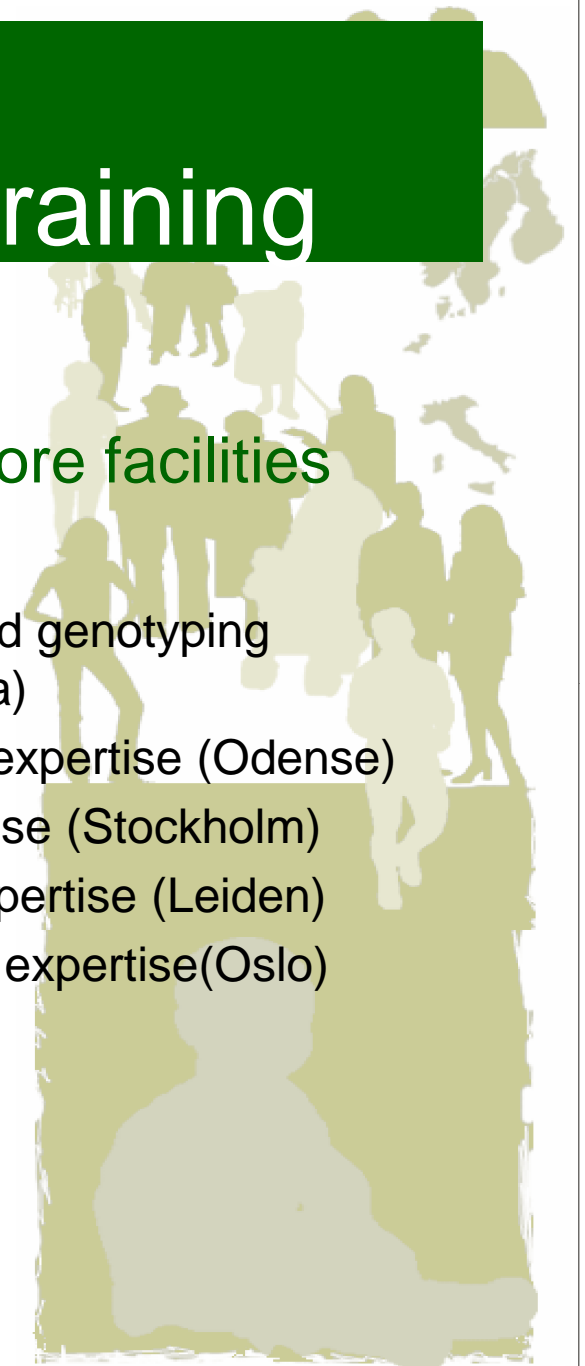 raining
ore facilities
d genotyping
a)
expertise (Odense)
se (Stockholm)
pertise (Leiden)
expertise(Oslo)